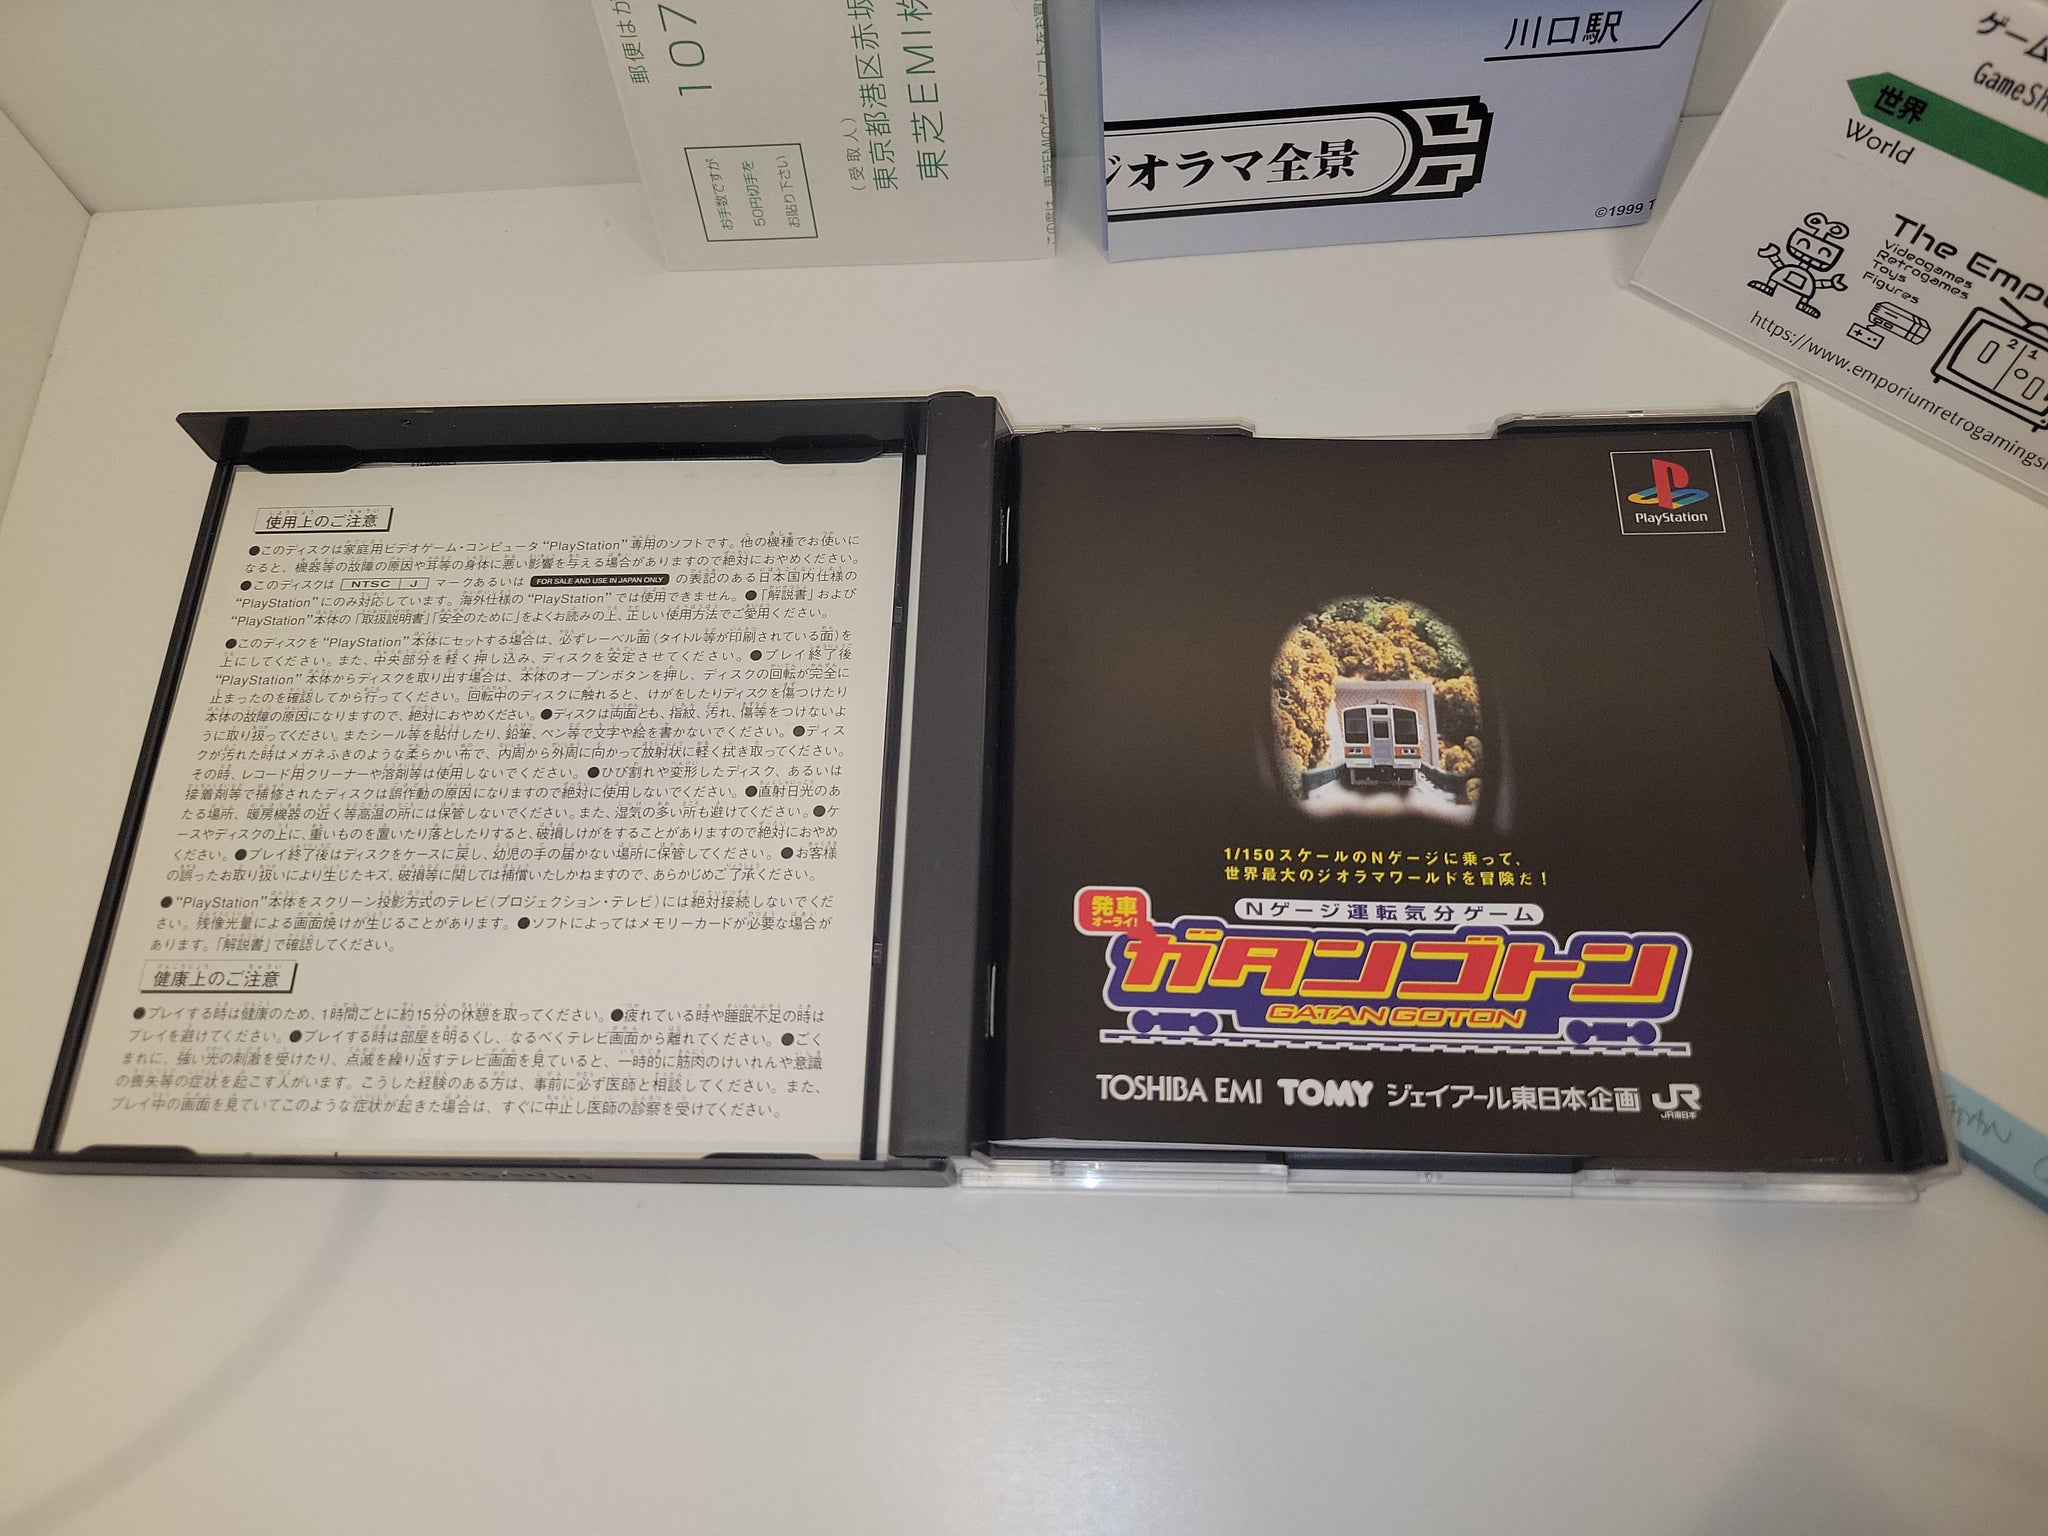 郵便はが
107
お手数ですが
50円切手を
お貼り下さい
(受取人)
東京都港区赤坂
東芝EMI㈱
川口駅
ジオラマ全景
©1999 T
ゲーム
GameSh
世界
World
The Emp
Videogames
Retrogames
Toys
Figures
https://www.emporiumretrogamings
使用上のご注意
●このディスクは家庭用ビデオゲーム・コンピュータ“PlayStation”専用のソフトです。他の機種でお使いに
なると、機器等の故障の原因や耳等の身体に悪い影響を与える場合がありますので絶対におやめください。
●このディスクは NTSC J マークあるいは FOR SALE AND USE IN JAPAN ONLY の表記のある日本国内仕様の
“PlayStation”にのみ対応しています。海外仕様の“PlayStation”では使用できません。●「解説書」および
“PlayStation”本体の「取扱説明書」「安全のために」をよくお読みの上、正しい使用方法でご愛用ください。
●このディスクを“PlayStation”本体にセットする場合は、必ずレーベル面(タイトル等が印刷されている面)を
上にしてください。また、中央部分を軽く押し込み、ディスクを安定させてください。●プレイ終了後
“PlayStation”本体からディスクを取り出す場合は、本体のオープンボタンを押し、ディスクの回転が完全に
止まったのを確認してから行ってください。回転中のディスクに触れると、けがをしたりディスクを傷つけたり
本体の故障の原因になりますので、絶対におやめください。●ディスクは両面とも、指紋、汚れ、傷等をつけないよ
うに取り扱ってください。またシール等を貼付したり、鉛筆、ペン等で文字や絵を書かないでください。●ディス
クが汚れた時はメガネふきのような柔らかい布で、内周から外周に向かって放射状に軽く拭き取ってください。
その時、レコード用クリーナーや溶剤等は使用しないでください。●ひび割れや変形したディスク、あるいは
接着剤等で補修されたディスクは誤作動の原因になりますので絶対に使用しないでください。●直射日光のあ
たる場所、暖房機器の近く等高温の所には保管しないでください。また、湿気の多い所も避けてください。●ケ
ースやディスクの上に、重いものを置いたり落としたりすると、破損しけがをすることがありますので絶対におやめ
ください。●プレイ終了後はディスクをケースに戻し、幼児の手の届かない場所に保管してください。●お客様
の誤ったお取り扱いにより生じたキズ、破損等に関しては補償いたしかねますので、あらかじめご了承ください。
●“PlayStation”本体をスクリーン投影方式のテレビ(プロジェクション・テレビ)には絶対接続しないでくだ
さい。残像光量による画面焼けが生じることがあります。●ソフトによってはメモリーカードが必要な場合が
あります。「解説書」で確認してください。
健康上のご注意
●プレイする時は健康のため、1時間ごとに約15分の休憩を取ってください。●疲れている時や睡眠不足の時は
プレイを避けてください。●プレイする時は部屋を明るくし、なるべくテレビ画面から離れてください。●ごく
まれに、強い光の刺激を受けたり、点滅を繰り返すテレビ画面を見ていると、一時的に筋肉のけいれんや意識
の喪失等の症状を起こす人がいます。こうした経験のある方は、事前に必ず医師と相談してください。また、
プレイ中の画面を見ていてこのような症状が起きた場合は、すぐに中止し医師の診察を受けてください。
PlayStation
1/150スケールのNゲージに乗って、
世界最大のジオラマワールドを冒険だ!
Nゲージ運転気分ゲーム
発車
オーライ!
ガタンゴトン
GATAN GOTON
TOSHIBA EMI TOMY ジェイアール東日本企画 JR
JR東日本